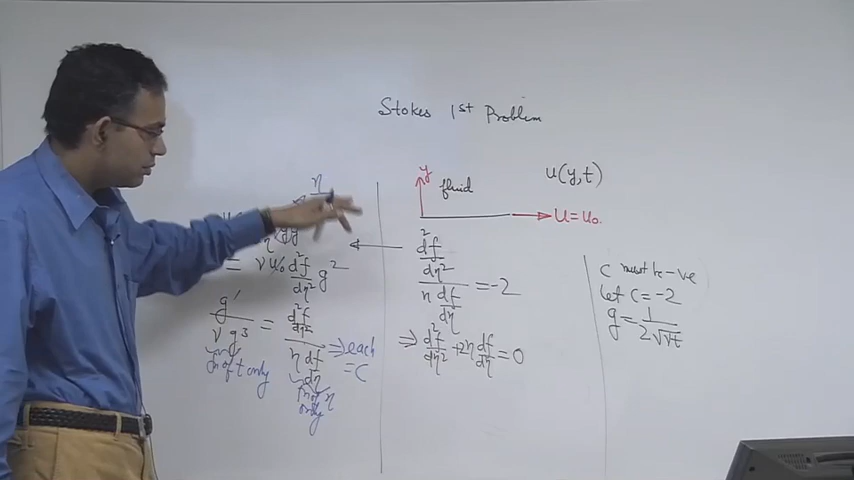 Stokes 1st Problem
η
= ν u₀ d²f/dη² g²
g′/νg³ = d²f/dη² / η df/dη ⇒ each = C
fn of t only
fn of η only
y
fluid
u(y,t)
U=u₀
d²f/dη² / η df/dη = -2
⇒ d²f/dη² + 2η df/dη = 0
C must be -ve
Let C=-2
g = 1/2√νt